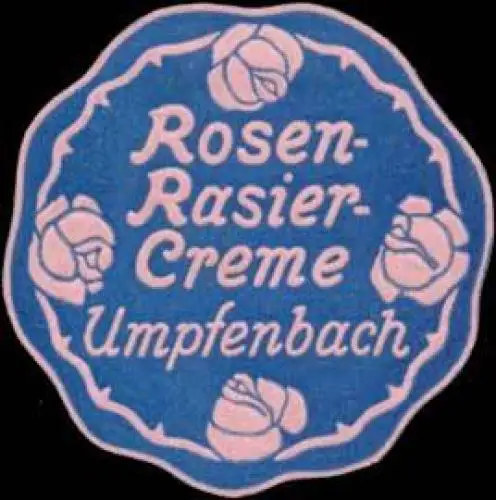 Rosen-
Rasier-
Creme
Umpfenbach